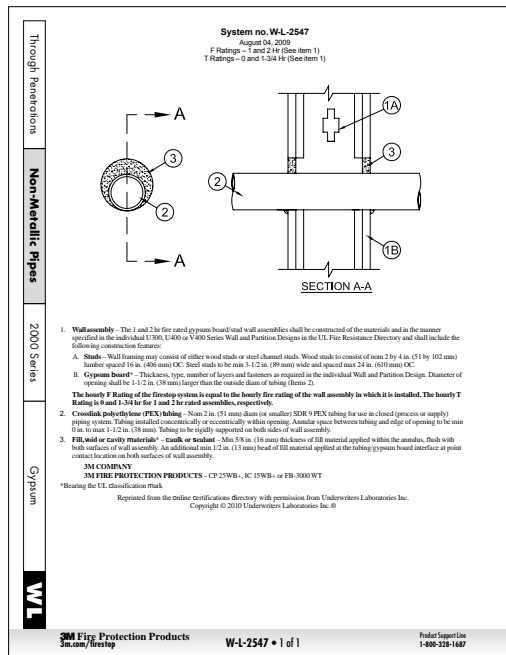 System no. W-L-2547
August 04, 2009
F Ratings – 1 and 2 Hr (See item 1)
T Ratings – 0 and 1-3/4 Hr (See item 1)
Through Penetrations
Non-Metallic Pipes
2000 Series
Gypsum
WL
A
3
2
A
1A
3
2
1B
SECTION A-A
1. Wall assembly – The 1 and 2 hr fire rated gypsum board/stud wall assemblies shall be constructed of the materials and in the manner
specified in the individual U300, U400 or V400 Series Wall and Partition Designs in the UL Fire Resistance Directory and shall include the
following construction features:
A. Studs – Wall framing may consist of either wood studs or steel channel studs. Wood studs to consist of nom 2 by 4 in. (51 by 102 mm)
lumber spaced 16 in. (406 mm) OC. Steel studs to be min 3-1/2 in. (89 mm) wide and spaced max 24 in. (610 mm) OC.
B. Gypsum board* – Thickness, type, number of layers and fasteners as required in the individual Wall and Partition Design. Diameter of
opening shall be 1-1/2 in. (38 mm) larger than the outside diam of tubing (Items 2).
The hourly F Rating of the firestop system is equal to the hourly fire rating of the wall assembly in which it is installed. The hourly T
Rating is 0 and 1-3/4 hr for 1 and 2 hr rated assemblies, respectively.
2. Crosslink polyethylene (PEX) tubing – Nom 2 in. (51 mm) diam (or smaller) SDR 9 PEX tubing for use in closed (process or supply)
piping system. Tubing installed concentrically or eccentrically within opening. Annular space between tubing and edge of opening to be min
0 in. to max 1-1/2 in. (38 mm). Tubing to be rigidly supported on both sides of wall assembly.
3. Fill, void or cavity materials* – caulk or sealant – Min 5/8 in. (16 mm) thickness of fill material applied within the annulus, flush with
both surfaces of wall assembly. An additional min 1/2 in. (13 mm) bead of fill material applied at the tubing/gypsum board interface at point
contact location on both surfaces of wall assembly.
3M COMPANY
3M FIRE PROTECTION PRODUCTS – CP 25WB+, IC 15WB+ or FB-3000 WT
*Bearing the UL classification mark
Reprinted from the online certifications directory with permission from Underwriters Laboratories Inc.
Copyright © 2010 Underwriters Laboratories Inc.®
3M Fire Protection Products
3m.com/firestop
W-L-2547 • 1 of 1
Product Support Line
1-800-328-1687